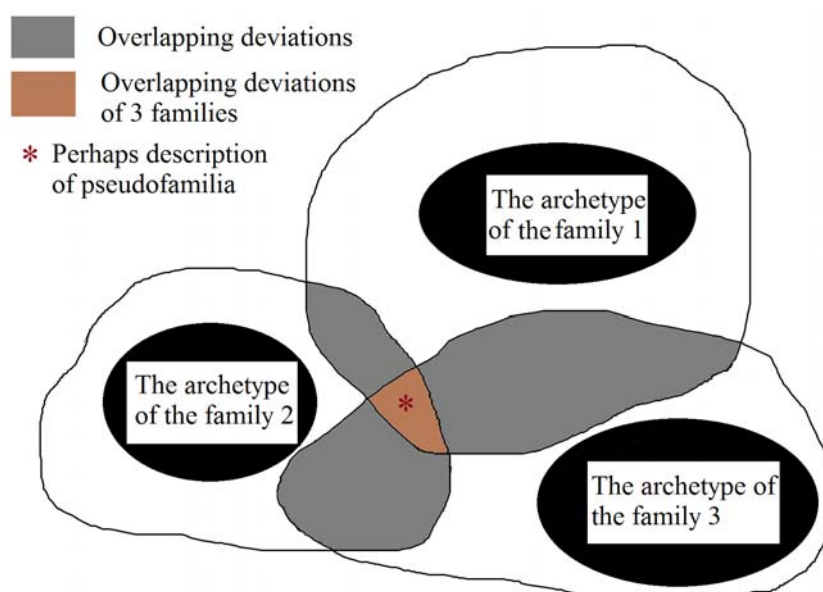 Overlapping deviations
Overlapping deviations
of 3 families
* Perhaps description
of pseudofamilia
The archetype
of the family 1
The archetype
of the family 2
*
The archetype of
the family 3